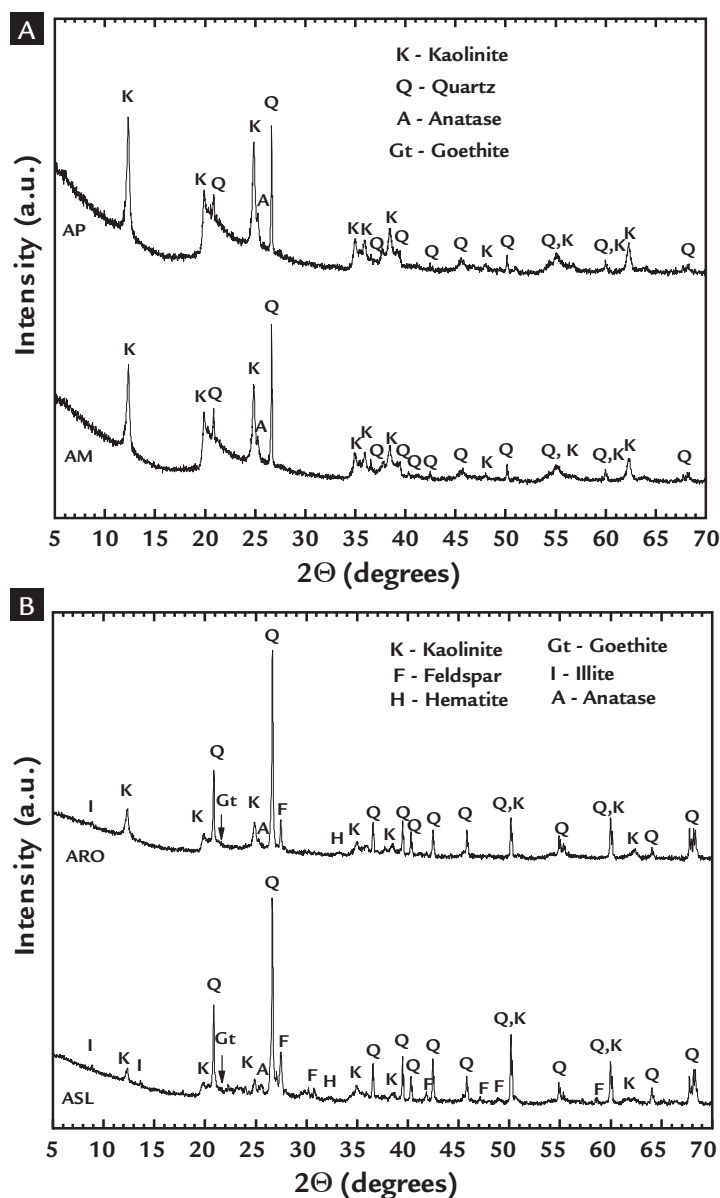 A
K - Kaolinite
Q - Quartz
A - Anatase
Gt - Goethite
Intensity (a.u.)
K K Q K A Q K K Q K Q Q Q K Q Q,K Q,K K Q
AP
K K Q K A Q K K Q K Q Q Q Q K Q Q, K Q,K K Q
AM
5 10 15 20 25 30 35 40 45 50 55 60 65 70
2Θ (degrees)
B
K - Kaolinite Gt - Goethite
F - Feldspar I - Illite
H - Hematite A - Anatase
Intensity (a.u.)
I K K Q Gt K A Q F H K K Q Q Q Q Q Q,K Q Q,K K Q Q
ARO
I K I K Q Gt K A Q F F H K Q K Q Q F Q Q F F Q,K Q F Q,K K Q Q
ASL
5 10 15 20 25 30 35 40 45 50 55 60 65 70
2Θ (degrees)